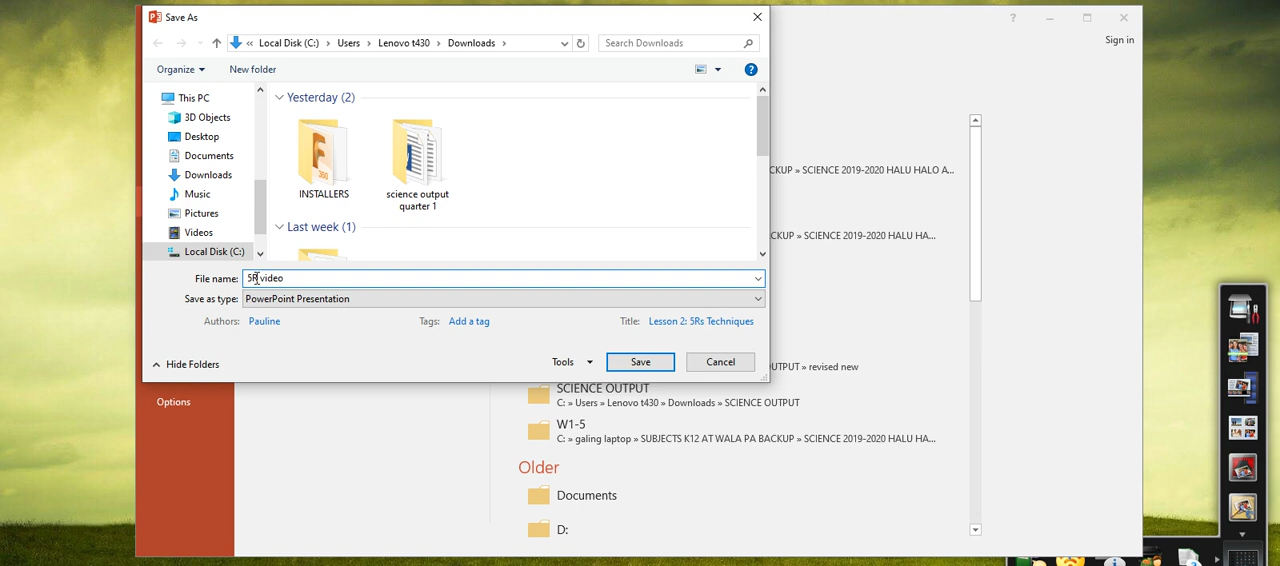 Save As
« Local Disk (C:) › Users › Lenovo t430 › Downloads ›
Search Downloads
Organize
New folder
This PC
3D Objects
Desktop
Documents
Downloads
Music
Pictures
Videos
Local Disk (C:)
Yesterday (2)
INSTALLERS
science output
quarter 1
Last week (1)
File name: 5R video
Save as type: PowerPoint Presentation
Authors: Pauline
Tags: Add a tag
Title: Lesson 2: 5Rs Techniques
Hide Folders
Tools
Save
Cancel
Options
? 
Sign in
CKUP » SCIENCE 2019-2020 HALU HALO A...
CKUP » SCIENCE 2019-2020 HALU HA...
UTPUT » revised new
SCIENCE OUTPUT
C: » Users » Lenovo t430 » Downloads » SCIENCE OUTPUT
W1-5
C: » galing laptop » SUBJECTS K12 AT WALA PA BACKUP » SCIENCE 2019-2020 HALU HA...
Older
Documents
D: